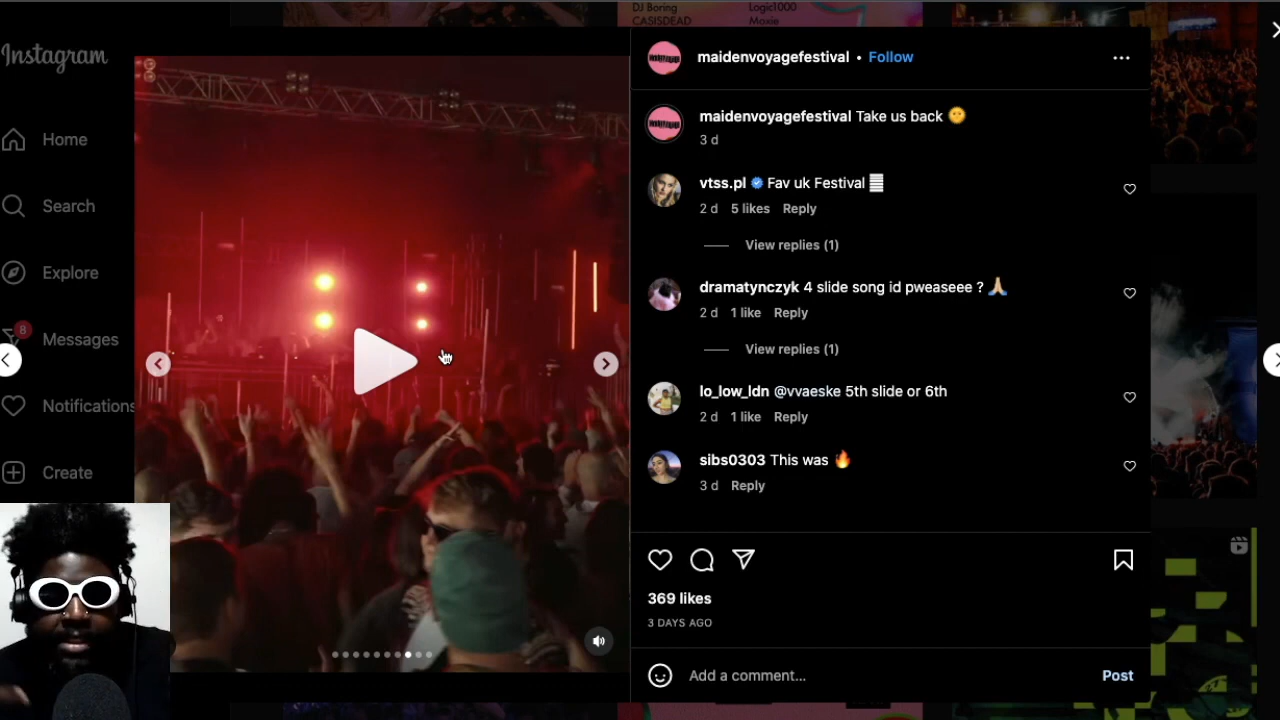 DJ Boring Logic1000
CASISDEAD Moxie
Instagram
Home
Search
Explore
8
Messages
Notifications
Create
maidenvoyagefestival • Follow
maidenvoyagefestival Take us back 🌞
3 d
vtss.pl Fav uk Festival
2 d 5 likes Reply
View replies (1)
dramatynczyk 4 slide song id pweaseee ? 🙏🏼
2 d 1 like Reply
View replies (1)
lo_low_ldn @vvaeske 5th slide or 6th
2 d 1 like Reply
sibs0303 This was 🔥
3 d Reply
369 likes
3 DAYS AGO
Add a comment...
Post